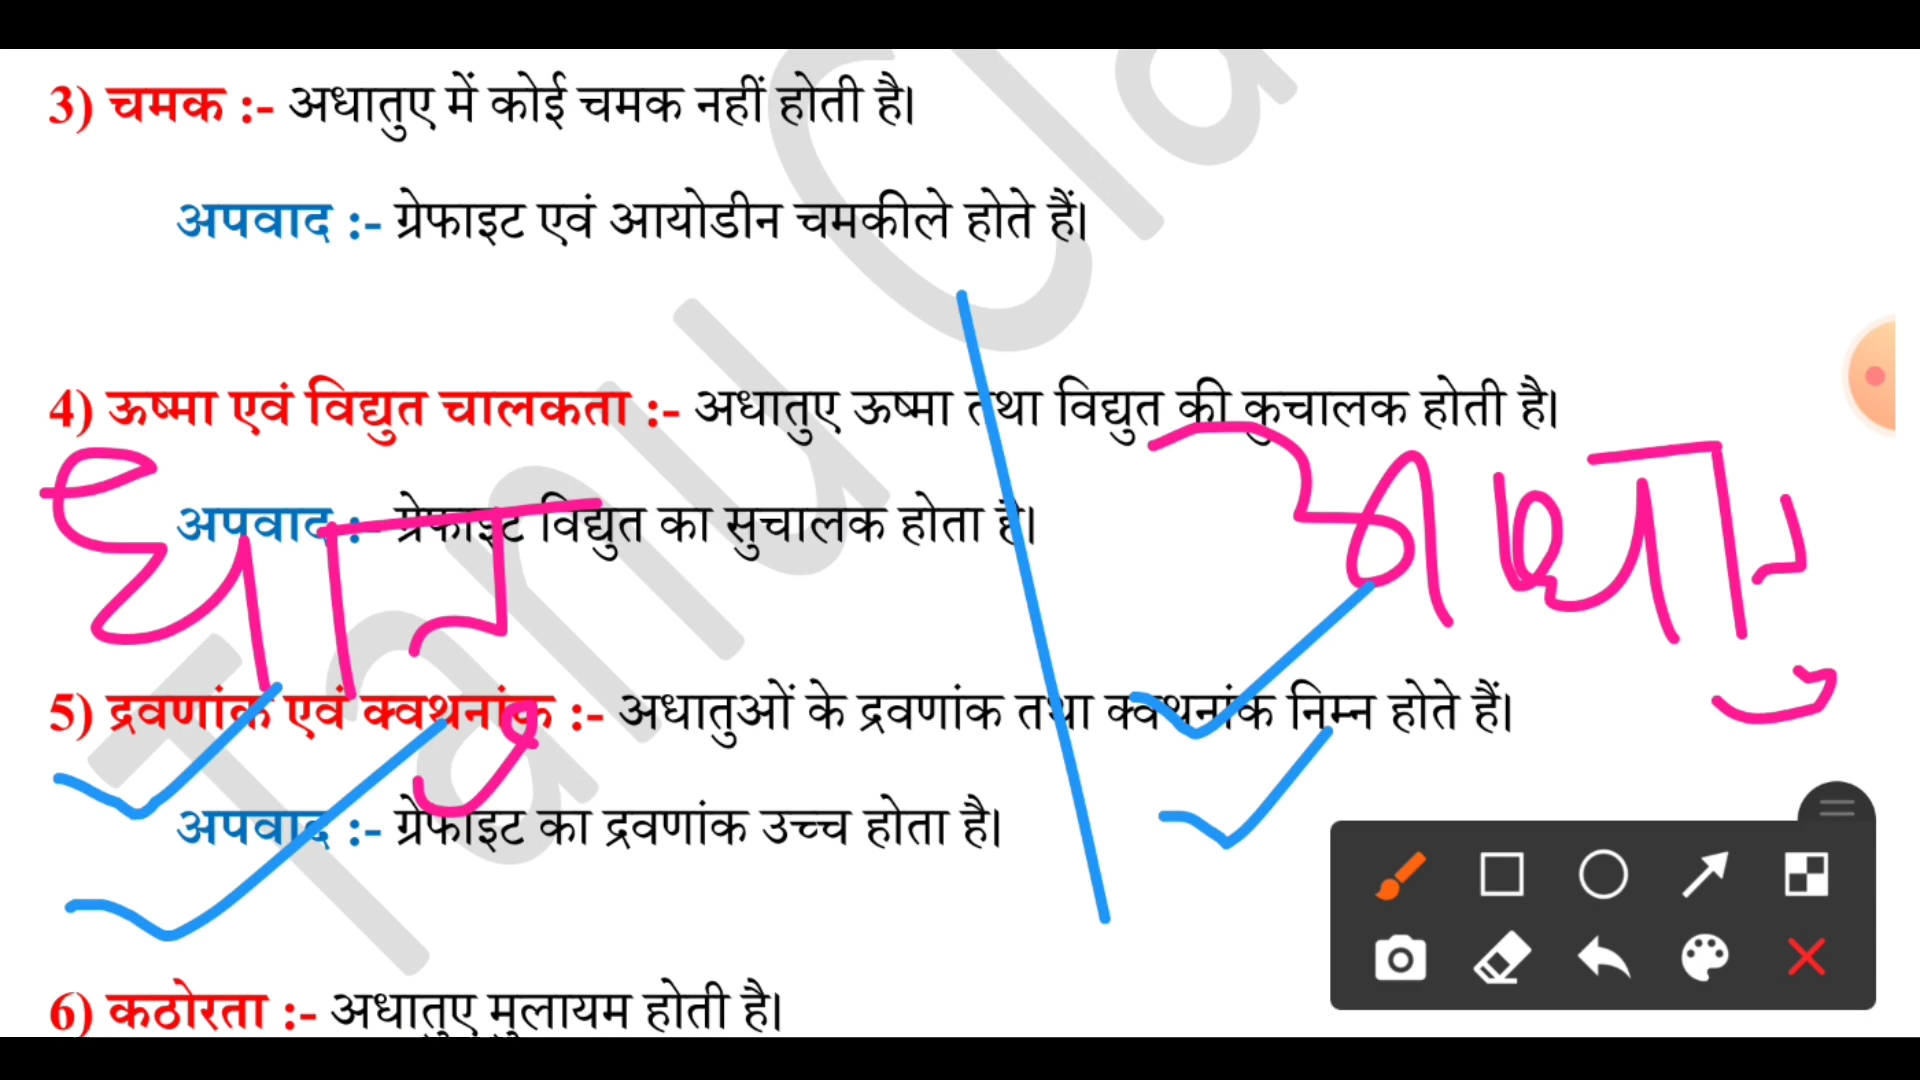 3) चमक :- अधातुए में कोई चमक नहीं होती है।
अपवाद :- ग्रेफाइट एवं आयोडीन चमकीले होते हैं।
4) ऊष्मा एवं विद्युत चालकता :- अधातुए ऊष्मा तथा विद्युत की कुचालक होती है।
अपवाद :- ग्रेफाइट विद्युत का सुचालक होता है।
धातु
अधातु
5) द्रवणांक एवं क्वथनांक :- अधातुओं के द्रवणांक तथा क्वथनांक निम्न होते हैं।
अपवाद :- ग्रेफाइट का द्रवणांक उच्च होता है।
6) कठोरता :- अधातुए मुलायम होती है।
Tanu Cla